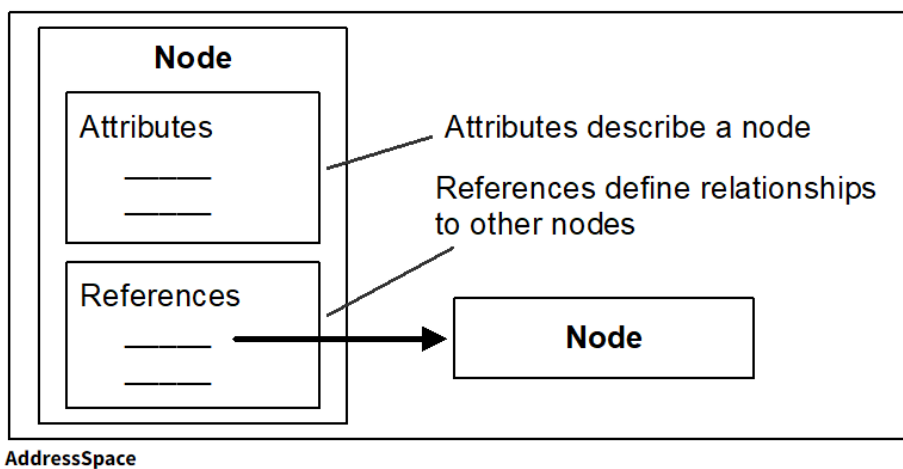 Node
Attributes
Attributes describe a node
References define relationships
to other nodes
References
Node
AddressSpace